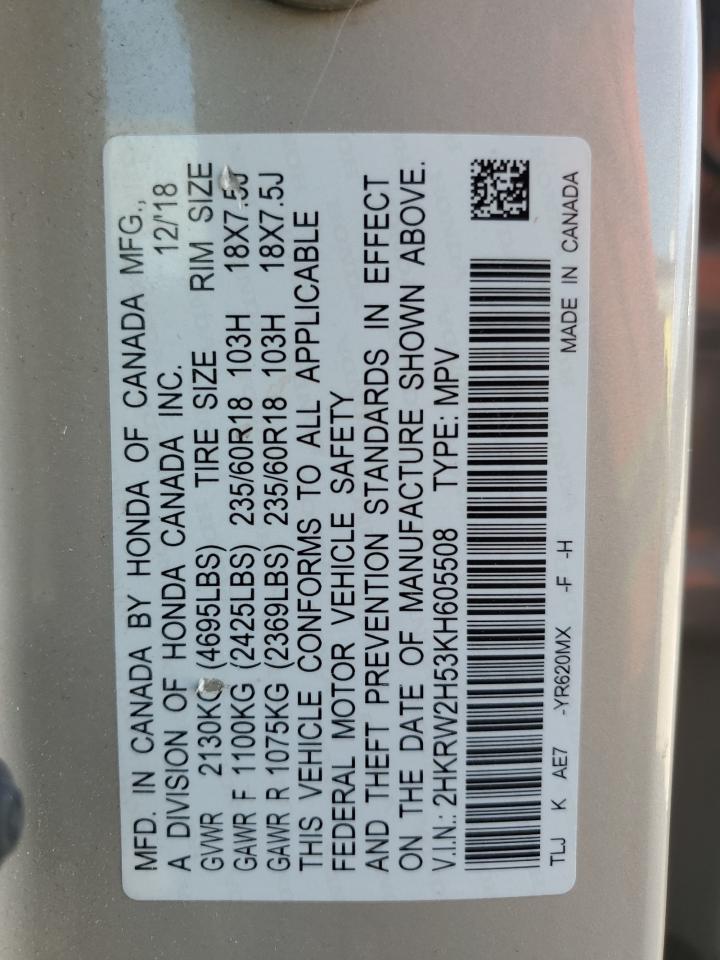 MFD. IN CANADA BY HONDA OF CANADA MFG.,
A DIVISION OF HONDA CANADA INC. 12/'18
GVWR 2130KG (4695LBS) TIRE SIZE RIM SIZE
GAWR F 1100KG (2425LBS) 235/60R18 103H 18X7.5J
GAWR R 1075KG (2369LBS) 235/60R18 103H 18X7.5J
THIS VEHICLE CONFORMS TO ALL APPLICABLE
FEDERAL MOTOR VEHICLE SAFETY
AND THEFT PREVENTION STANDARDS IN EFFECT
ON THE DATE OF MANUFACTURE SHOWN ABOVE.
V.I.N.: 2HKRW2H53KH605508 TYPE: MPV
TLJ K AE7 -YR620MX -F -H MADE IN CANADA